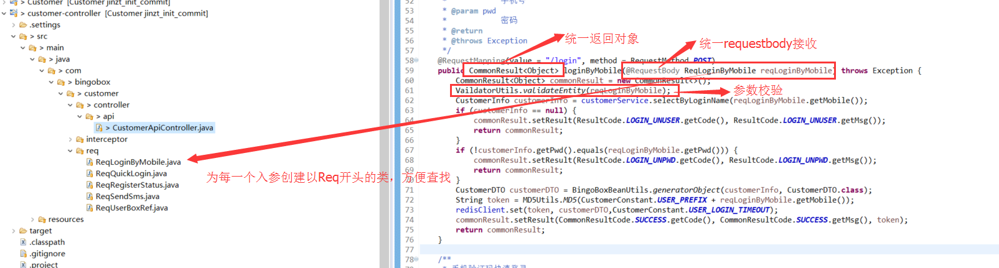 > Customer [Customer jinzt_init_commit]
> customer-controller [Customer jinzt_init_commit]
.settings
> src
> main
> java
> com
> bingobox
> customer
> controller
> api
> CustomerApiController.java
interceptor
req
ReqLoginByMobile.java
ReqQuickLogin.java
ReqRegisterStatus.java
ReqSendSms.java
ReqUserBoxRef.java
resources
target
.classpath
.gitignore
.project
为每一个入参创建以Req开头的类，方便查找
统一返回对象
统一requestbody接收
参数校验
52 * 手机号
53 * @param pwd
54 * 密码
55 * @return
56 * @throws Exception
57 */
58 @RequestMapping(value = "/login", method = RequestMethod.POST)
59 public CommonResult<Object> loginByMobile(@RequestBody ReqLoginByMobile reqLoginByMobile) throws Exception {
60 CommonResult<Object> commonResult = new CommonResult<>();
61 VaildatorUtils.validateEntity(reqLoginByMobile);
62 CustomerInfo customerInfo = customerService.selectByLoginName(reqLoginByMobile.getMobile());
63 if (customerInfo == null) {
64 commonResult.setResult(ResultCode.LOGIN_UNUSER.getCode(), ResultCode.LOGIN_UNUSER.getMsg());
65 return commonResult;
66 }
67 if (!customerInfo.getPwd().equals(reqLoginByMobile.getPwd())) {
68 commonResult.setResult(ResultCode.LOGIN_UNPWD.getCode(), ResultCode.LOGIN_UNPWD.getMsg());
69 return commonResult;
70 }
71 CustomerDTO customerDTO = BingoBoxBeanUtils.generatorObject(customerInfo, CustomerDTO.class);
72 String token = MD5Utils.MD5(CustomerConstant.USER_PREFIX + reqLoginByMobile.getMobile());
73 redisClient.set(token, customerDTO,CustomerConstant.USER_LOGIN_TIMEOUT);
74 commonResult.setResult(CommonResultCode.SUCCESS.getCode(), CommonResultCode.SUCCESS.getMsg(), token);
75 return commonResult;
76 }
77
78 /**